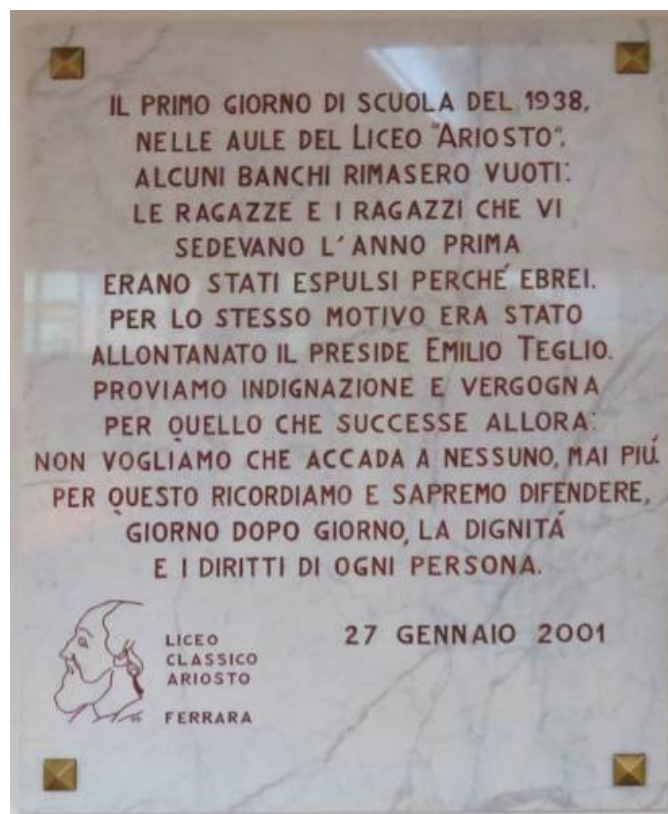 IL PRIMO GIORNO DI SCUOLA DEL 1938,
NELLE AULE DEL LICEO "ARIOSTO",
ALCUNI BANCHI RIMASERO VUOTI:
LE RAGAZZE E I RAGAZZI CHE VI
SEDEVANO L'ANNO PRIMA
ERANO STATI ESPULSI PERCHÉ EBREI.
PER LO STESSO MOTIVO ERA STATO
ALLONTANATO IL PRESIDE EMILIO TEGLIO.
PROVIAMO INDIGNAZIONE E VERGOGNA
PER QUELLO CHE SUCCESSE ALLORA:
NON VOGLIAMO CHE ACCADA A NESSUNO, MAI PIÚ.
PER QUESTO RICORDIAMO E SAPREMO DIFENDERE,
GIORNO DOPO GIORNO, LA DIGNITÁ
E I DIRITTI DI OGNI PERSONA.
27 GENNAIO 2001
LICEO
CLASSICO
ARIOSTO
FERRARA